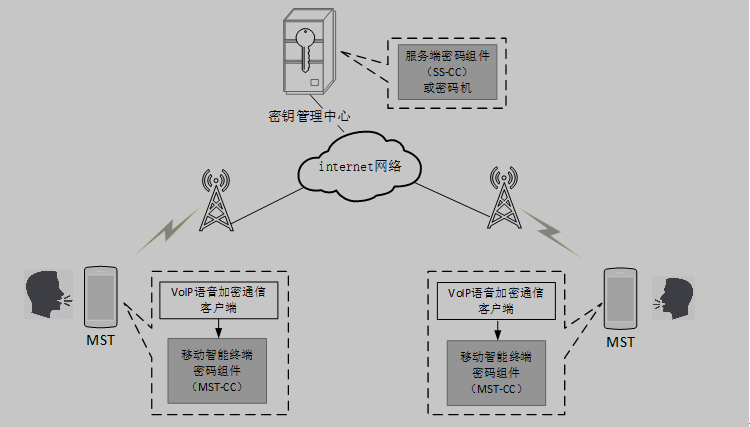 服务端密码组件
（SS-CC）
或密码机
密钥管理中心
internet网络
VoIP语音加密通信
客户端
移动智能终端
密码组件
（MST-CC）
MST
VoIP语音加密通信
客户端
移动智能终端
密码组件
（MST-CC）
MST